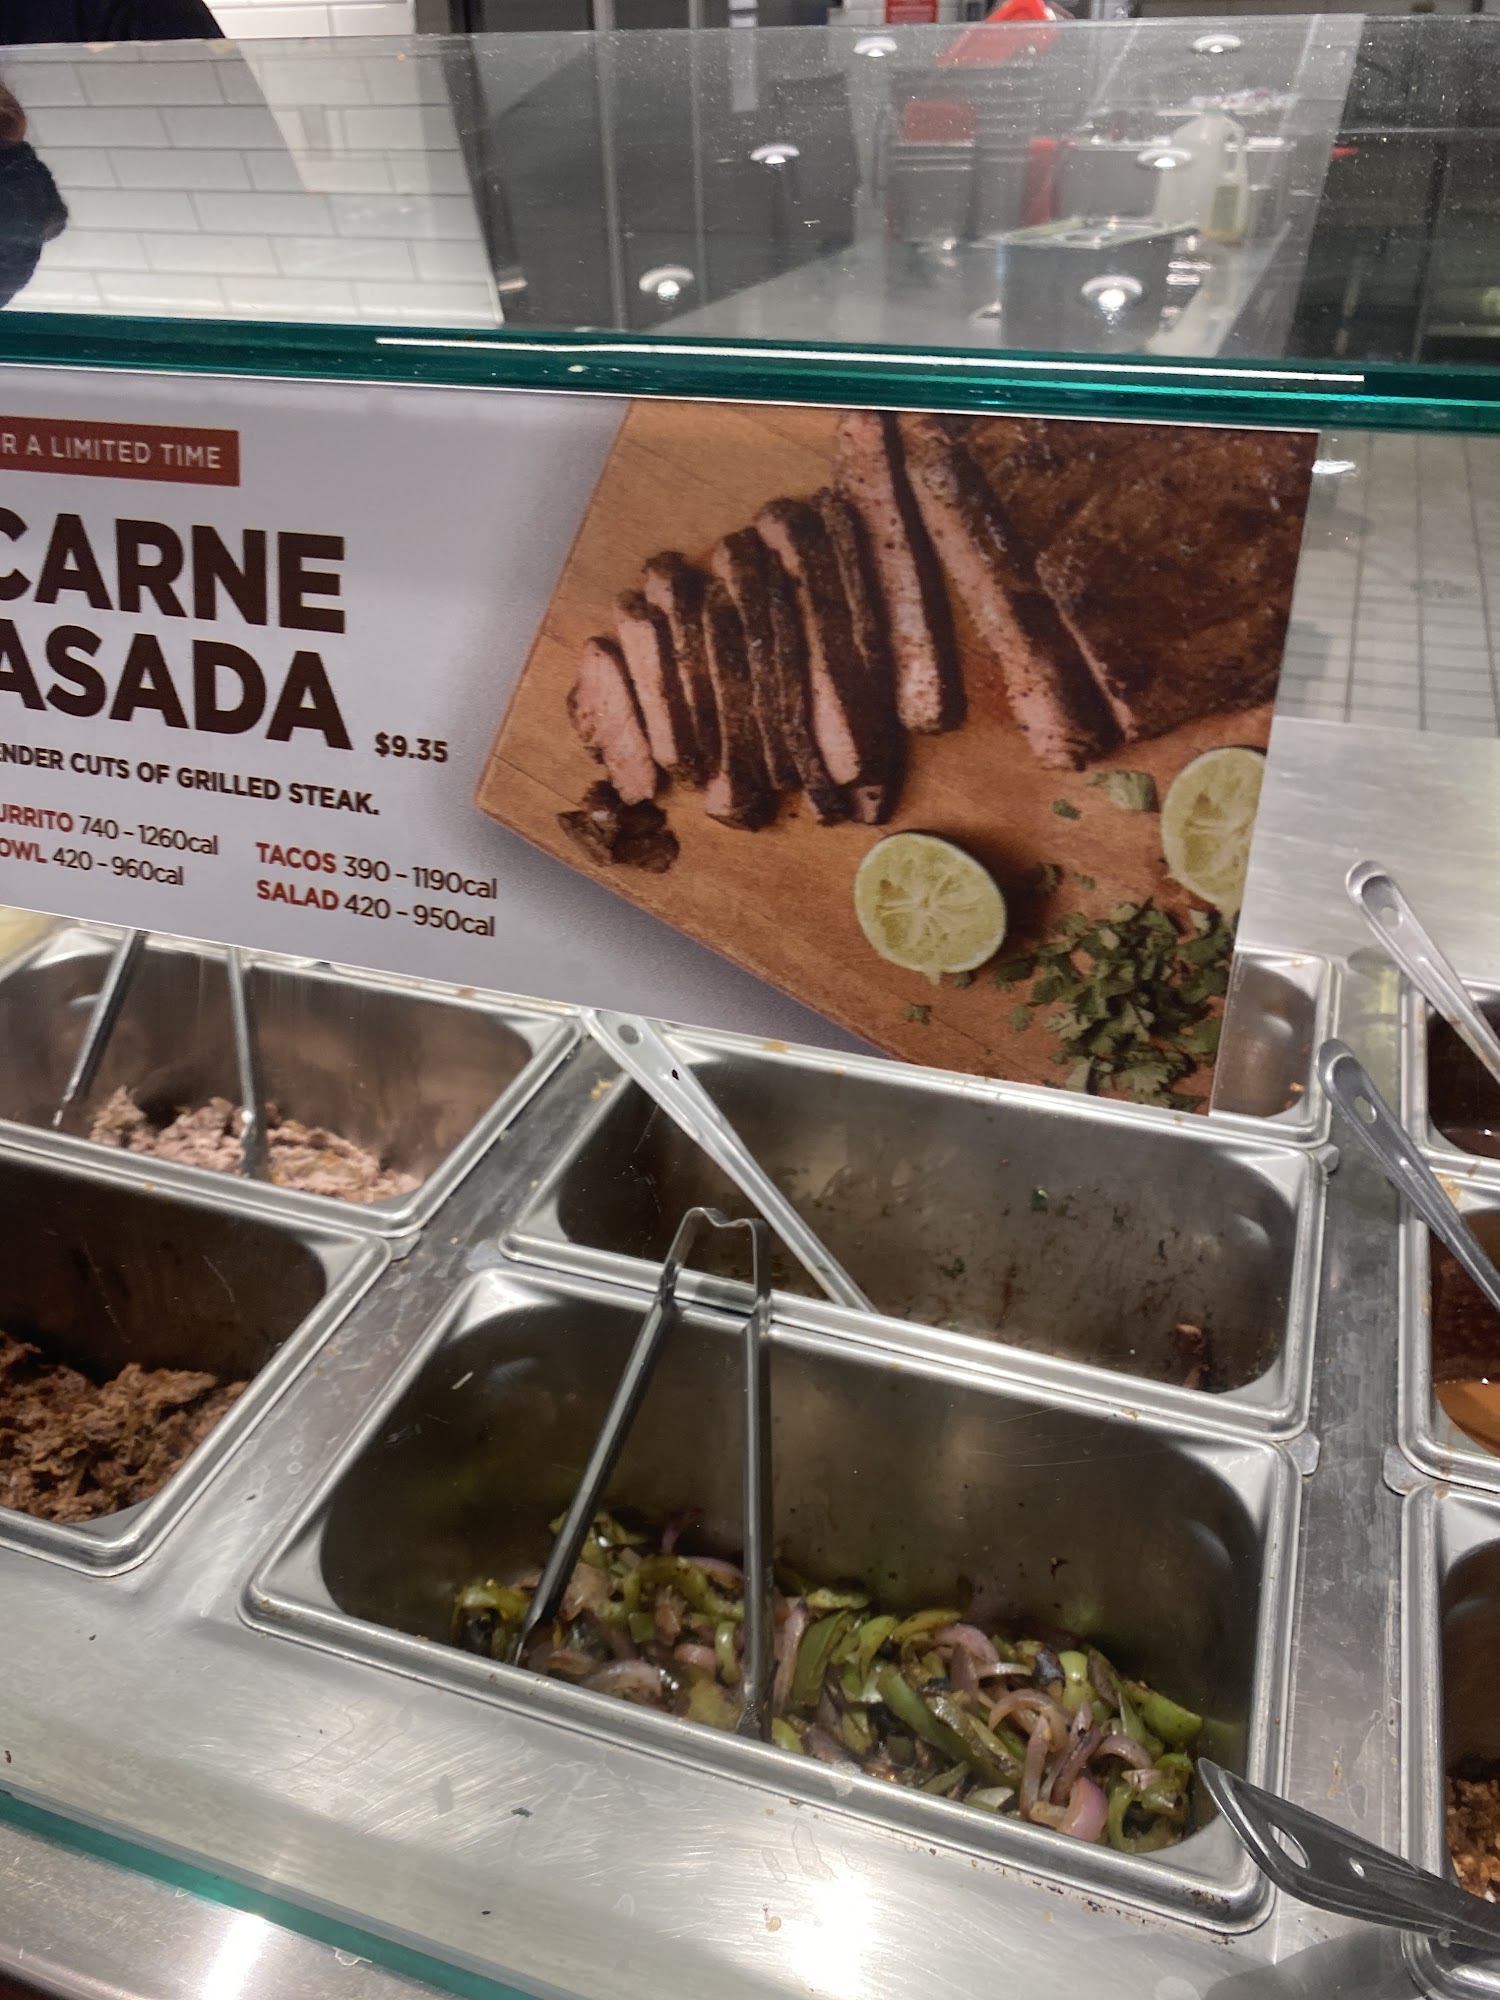 R A LIMITED TIME
CARNE
ASADA $9.35
ENDER CUTS OF GRILLED STEAK.
URRITO 740 - 1260cal
OWL 420 - 960cal
TACOS 390 - 1190cal
SALAD 420 - 950cal